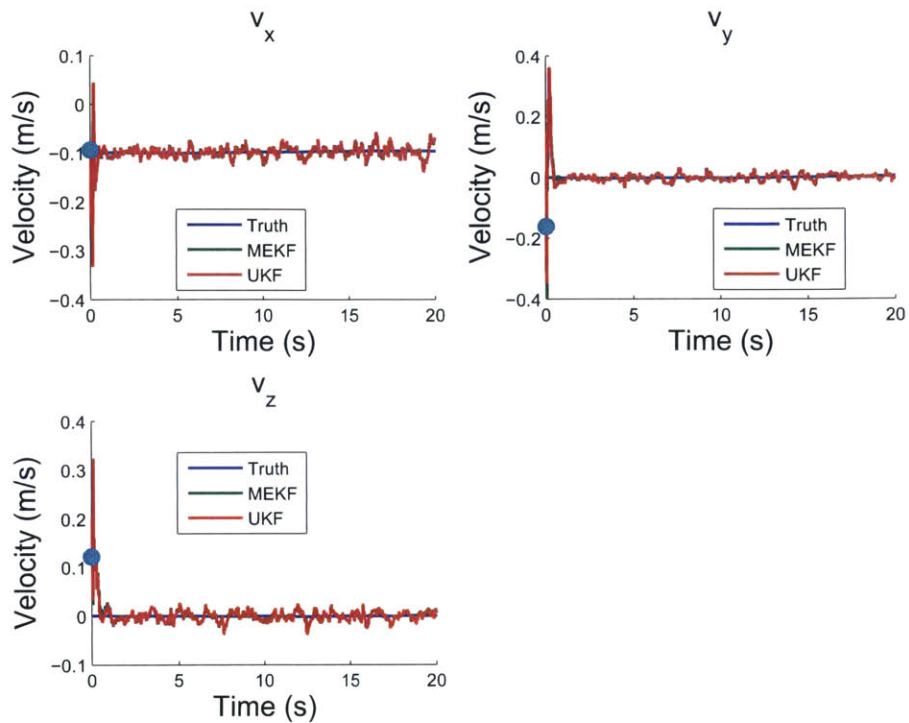 v_x
0.1
0
−0.1
−0.2
−0.3
−0.4
Velocity (m/s)
Truth
MEKF
UKF
0 5 10 15 20
Time (s)
v_y
0.4
0.2
0
−0.2
−0.4
Velocity (m/s)
Truth
MEKF
UKF
0 5 10 15 20
Time (s)
v_z
0.4
0.3
0.2
0.1
0
−0.1
Velocity (m/s)
Truth
MEKF
UKF
0 5 10 15 20
Time (s)